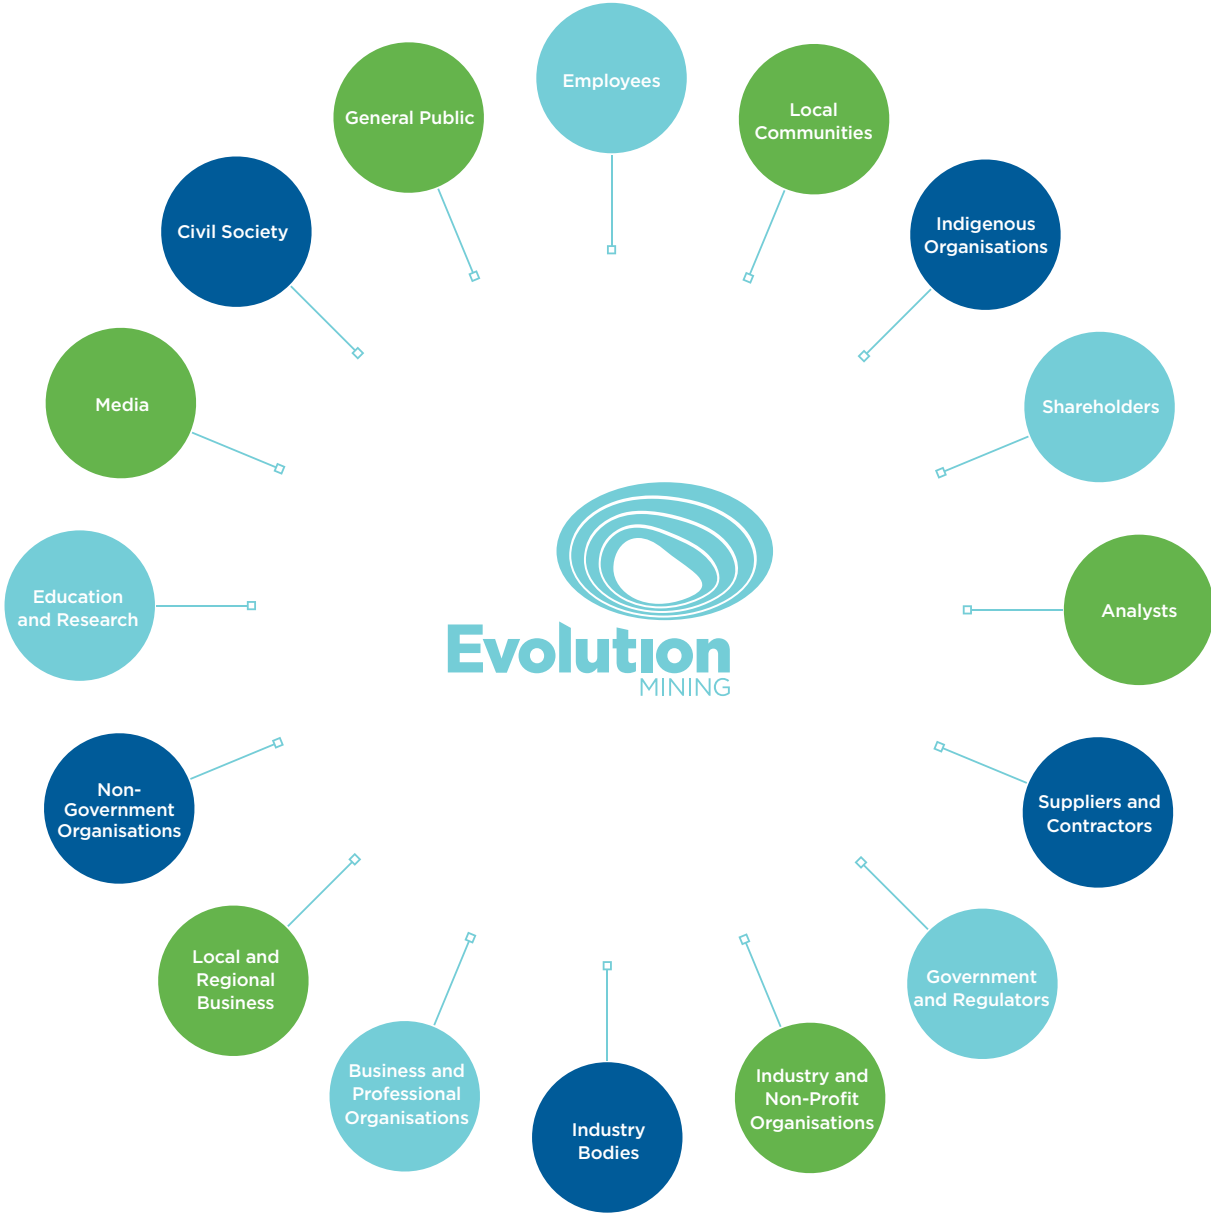 Employees
Local
Communities
Indigenous
Organisations
Shareholders
Analysts
Suppliers and
Contractors
Government
and Regulators
Industry and
Non-Profit
Organisations
Industry
Bodies
Business and
Professional
Organisations
Local and
Regional
Business
Non-
Government
Organisations
Education
and Research
Media
Civil Society
General Public
Evolution
MINING